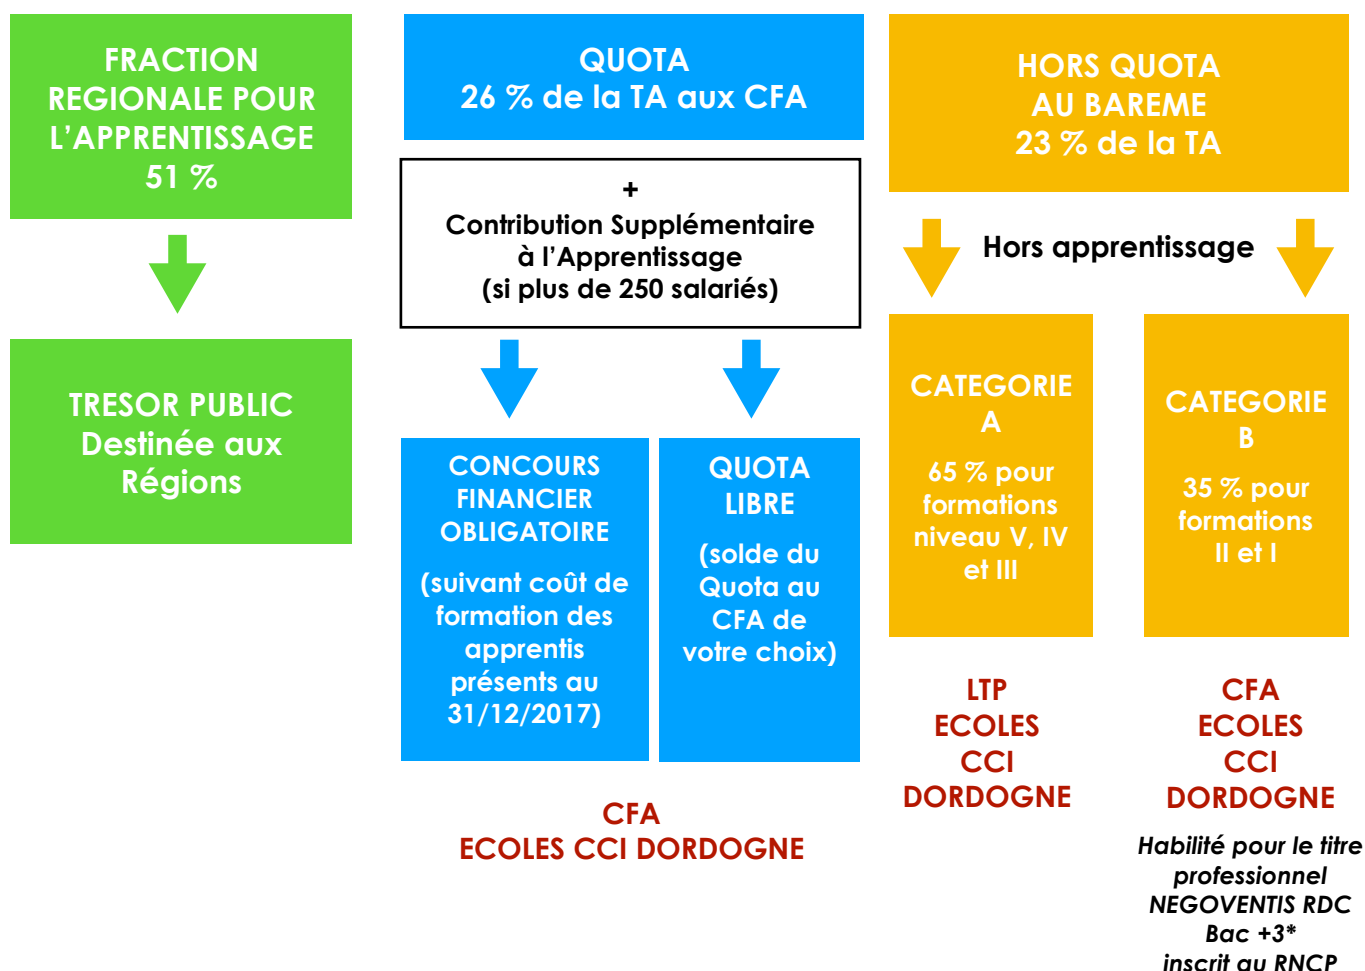 FRACTION
REGIONALE POUR
L’APPRENTISSAGE
51 %
TRESOR PUBLIC
Destinée aux
Régions
QUOTA
26 % de la TA aux CFA
+
Contribution Supplémentaire
à l’Apprentissage
(si plus de 250 salariés)
CONCOURS
FINANCIER
OBLIGATOIRE
(suivant coût de
formation des
apprentis
présents au
31/12/2017)
QUOTA
LIBRE
(solde du
Quota au
CFA de
votre choix)
CFA
ECOLES CCI DORDOGNE
HORS QUOTA
AU BAREME
23 % de la TA
Hors apprentissage
CATEGORIE
A
65 % pour
formations
niveau V, IV
et III
LTP
ECOLES
CCI
DORDOGNE
CATEGORIE
B
35 % pour
formations
II et I
CFA
ECOLES
CCI
DORDOGNE
Habilité pour le titre
professionnel
NEGOVENTIS RDC
Bac +3*
inscrit au RNCP